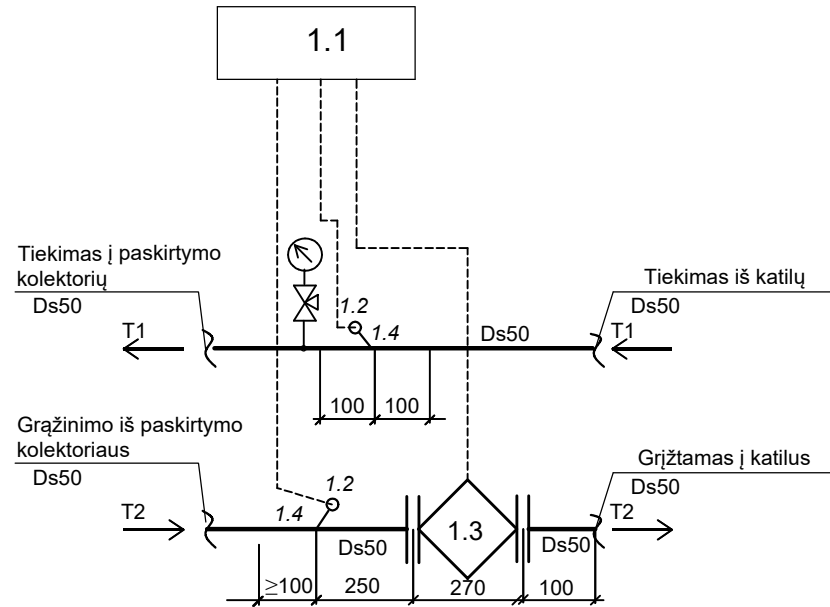 1.1
Tiekimas į paskirtymo
kolektorių
Ds50
T1
1.2
1.4
Ds50
Tiekimas iš katilų
Ds50
T1
100
100
Grąžinimo iš paskirtymo
kolektoriaus
Ds50
T2
1.2
1.4
Ds50
1.3
Ds50
Grįžtamas į katilus
Ds50
T2
≥100
250
270
100